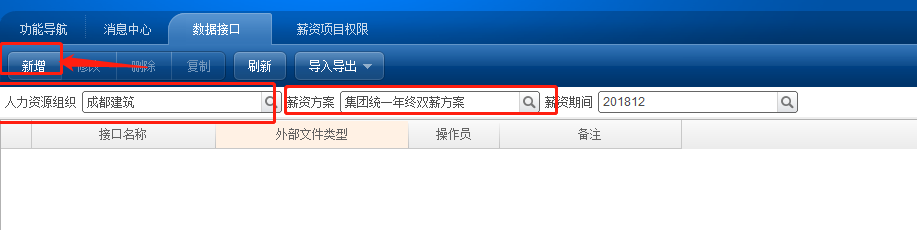 功能导航 消息中心 数据接口 薪资项目权限
新增 修改 删除 复制 刷新 导入导出
人力资源组织 成都建筑 薪资方案 集团统一年终双薪方案 薪资期间 201812
接口名称 外部文件类型 操作员 备注